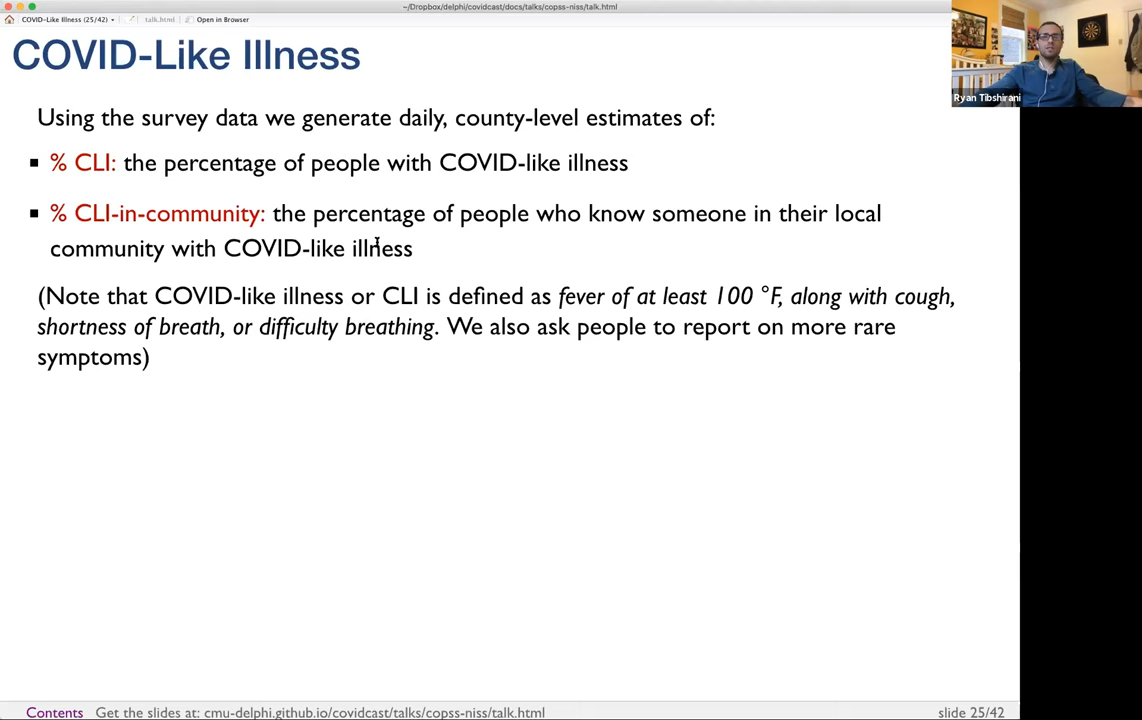 ~/Dropbox/delphi/covidcast/docs/talks/copss-niss/talk.html
COVID-Like Illness (25/42)
talk.html
Open in Browser
COVID-Like Illness
Ryan Tibshirani
Using the survey data we generate daily, county-level estimates of:
% CLI: the percentage of people with COVID-like illness
% CLI-in-community: the percentage of people who know someone in their local
community with COVID-like illness
(Note that COVID-like illness or CLI is defined as fever of at least 100 °F, along with cough,
shortness of breath, or difficulty breathing. We also ask people to report on more rare
symptoms)
Contents Get the slides at: cmu-delphi.github.io/covidcast/talks/copss-niss/talk.html
slide 25/42